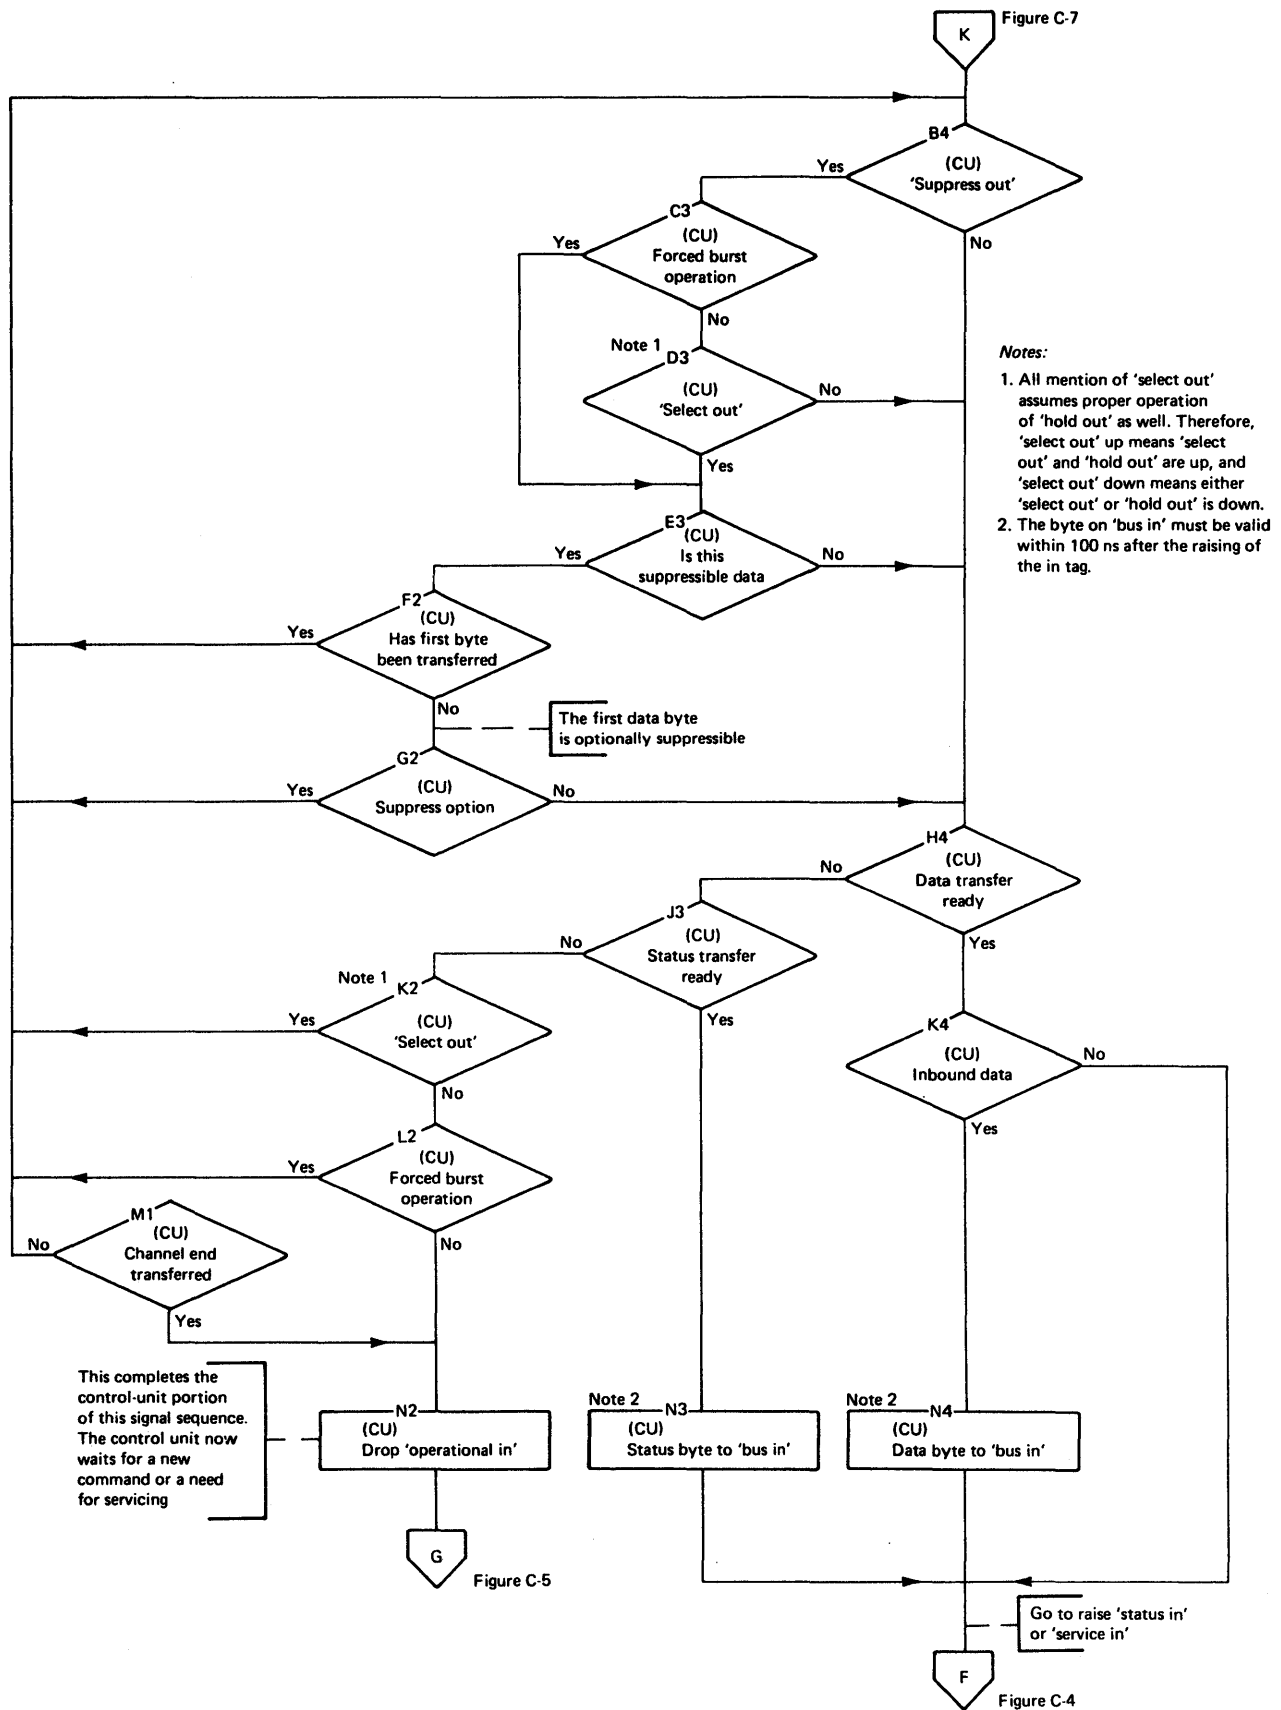 Figure C-7
K
B4
(CU)
'Suppress out'
Yes
No
C3
(CU)
Forced burst
operation
Yes
No
Note 1
D3
(CU)
'Select out'
No
Yes
Notes:
1. All mention of 'select out'
assumes proper operation
of 'hold out' as well. Therefore,
'select out' up means 'select
out' and 'hold out' are up, and
'select out' down means either
'select out' or 'hold out' is down.
2. The byte on 'bus in' must be valid
within 100 ns after the raising of
the in tag.
E3
(CU)
Is this
suppressible data
Yes
No
F2
(CU)
Has first byte
been transferred
Yes
No
The first data byte
is optionally suppressible
G2
(CU)
Suppress option
Yes
No
H4
(CU)
Data transfer
ready
No
Yes
J3
(CU)
Status transfer
ready
No
Yes
Note 1
K2
(CU)
'Select out'
Yes
No
K4
(CU)
Inbound data
No
Yes
L2
(CU)
Forced burst
operation
Yes
No
M1
(CU)
Channel end
transferred
No
Yes
This completes the
control-unit portion
of this signal sequence.
The control unit now
waits for a new
command or a need
for servicing
N2
(CU)
Drop 'operational in'
Note 2
N3
(CU)
Status byte to 'bus in'
Note 2
N4
(CU)
Data byte to 'bus in'
G
Figure C-5
Go to raise 'status in'
or 'service in'
F
Figure C-4